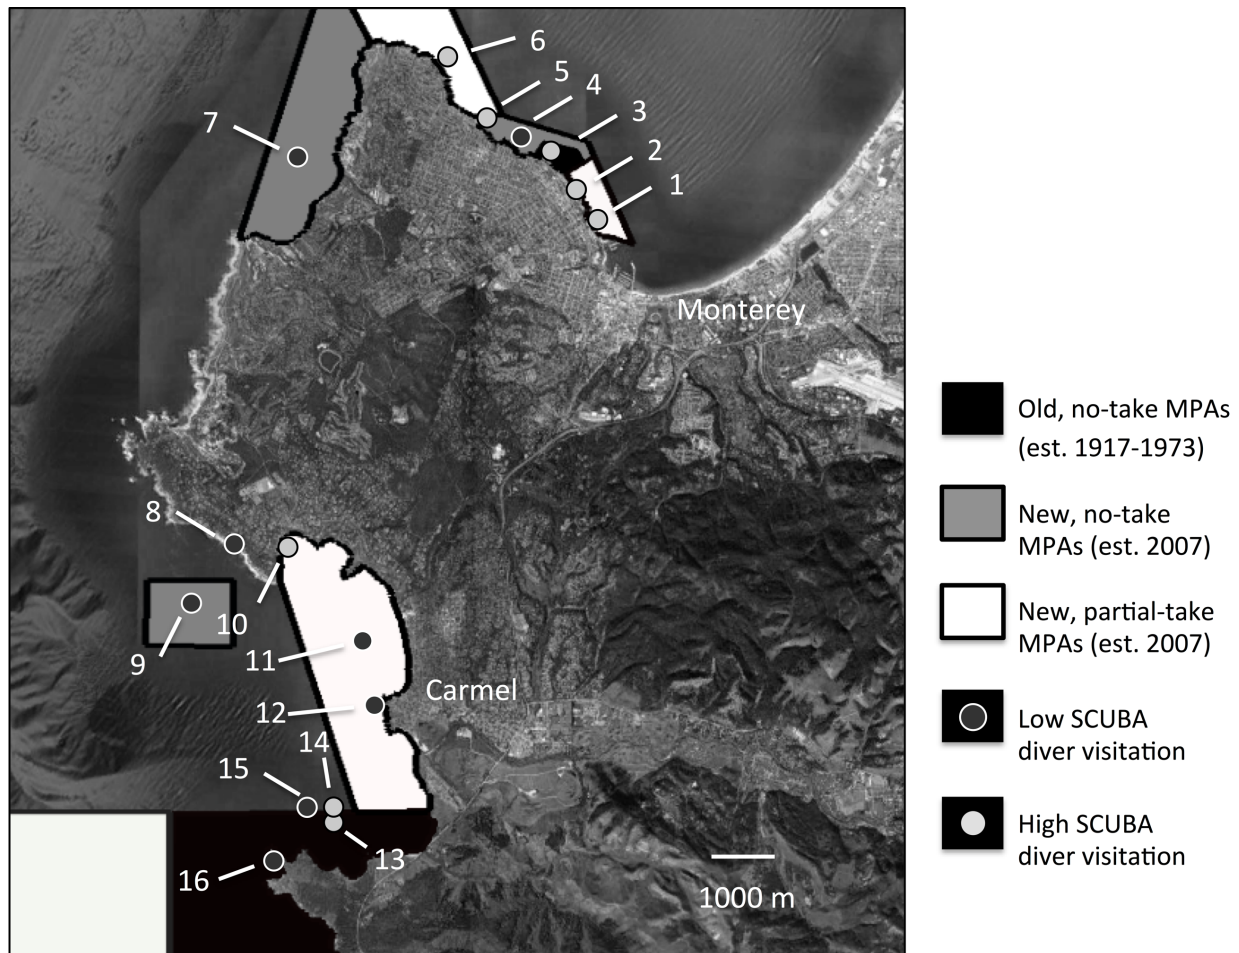 6
5
4
3
7
2
1
Monterey
8
10
9
11
Carmel
12
14
15
13
16
1000 m
Old, no-take MPAs
(est. 1917-1973)
New, no-take
MPAs (est. 2007)
New, partial-take
MPAs (est. 2007)
Low SCUBA
diver visitation
High SCUBA
diver visitation